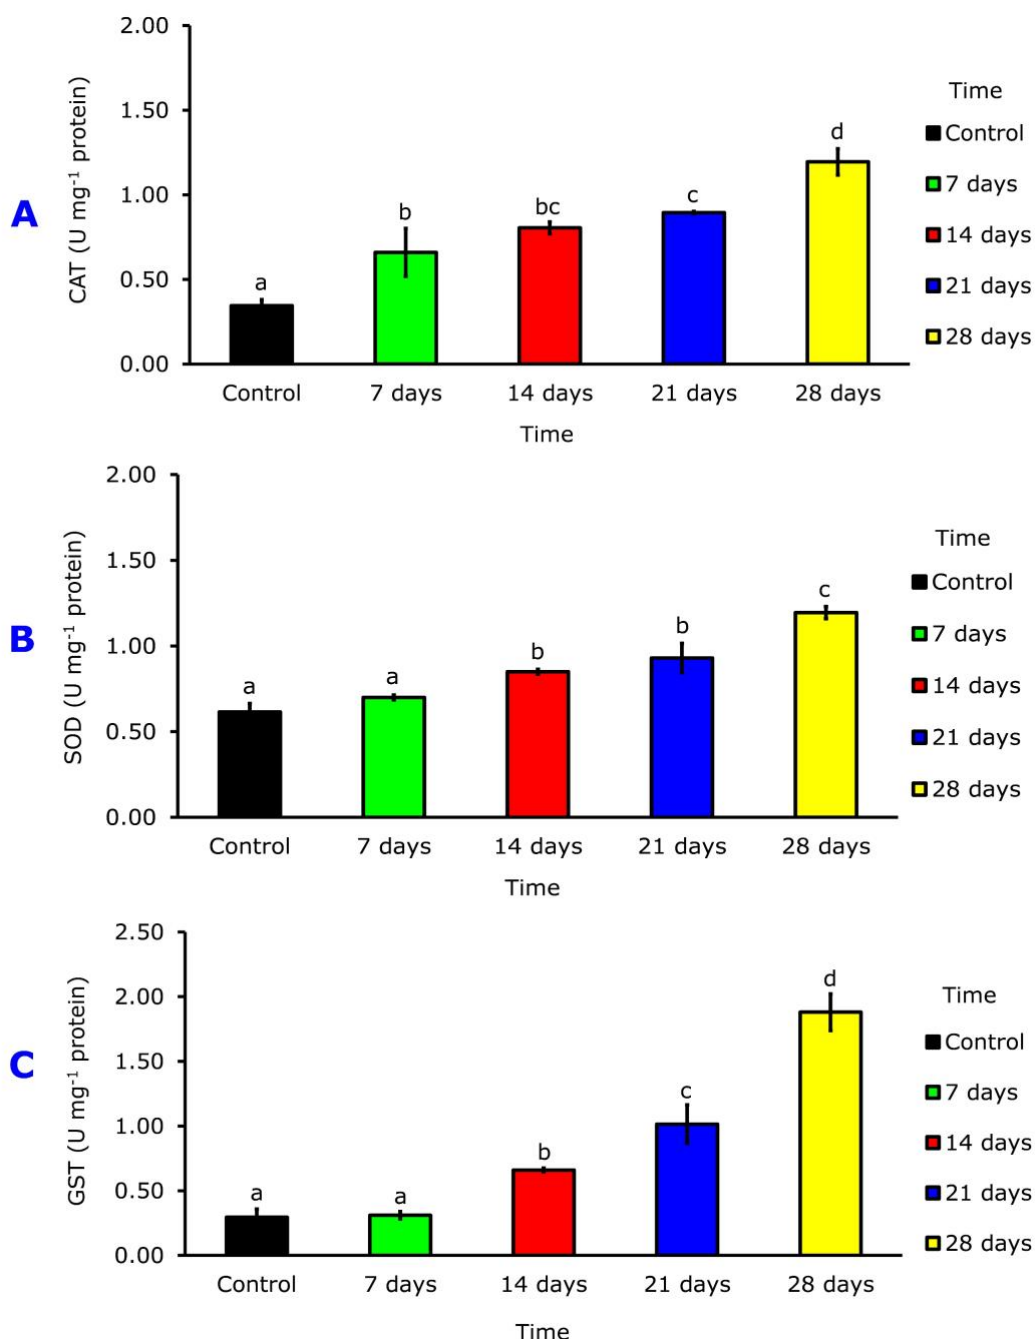 A
CAT (U mg⁻¹ protein)
2.00
1.50
1.00
0.50
0.00
a
b
bc
c
d
Control
7 days
14 days
21 days
28 days
Time
Time
Control
7 days
14 days
21 days
28 days
B
SOD (U mg⁻¹ protein)
2.00
1.50
1.00
0.50
0.00
a
a
b
b
c
Control
7 days
14 days
21 days
28 days
Time
Time
Control
7 days
14 days
21 days
28 days
C
GST (U mg⁻¹ protein)
2.50
2.00
1.50
1.00
0.50
0.00
a
a
b
c
d
Control
7 days
14 days
21 days
28 days
Time
Time
Control
7 days
14 days
21 days
28 days